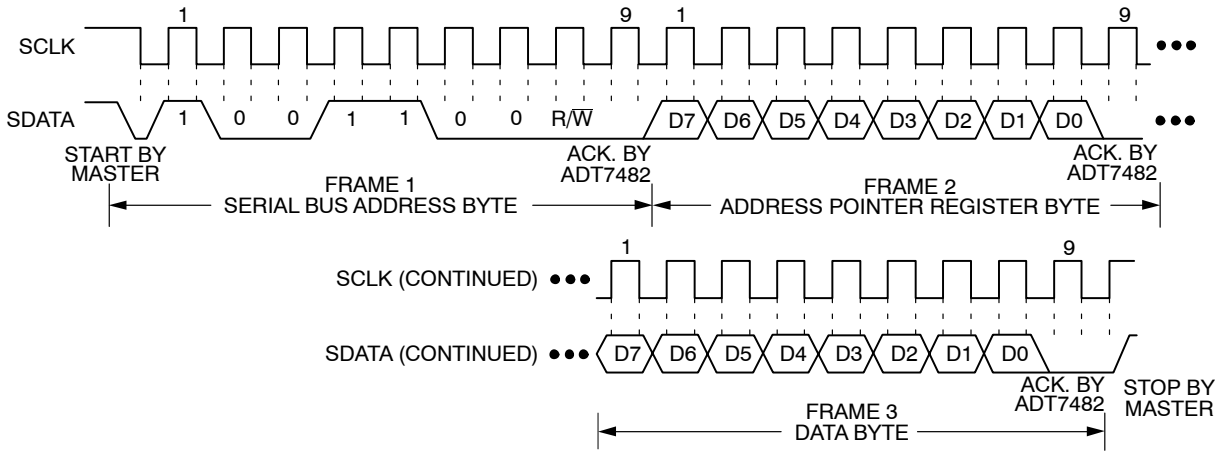 1 9 1 9
SCLK
SDATA 1 0 0 1 1 0 0 R/W̅ D7 D6 D5 D4 D3 D2 D1 D0
START BY
MASTER
ACK. BY
ADT7482
ACK. BY
ADT7482
FRAME 1
SERIAL BUS ADDRESS BYTE
FRAME 2
ADDRESS POINTER REGISTER BYTE
1 9
SCLK (CONTINUED)
SDATA (CONTINUED) D7 D6 D5 D4 D3 D2 D1 D0
ACK. BY
ADT7482
STOP BY
MASTER
FRAME 3
DATA BYTE